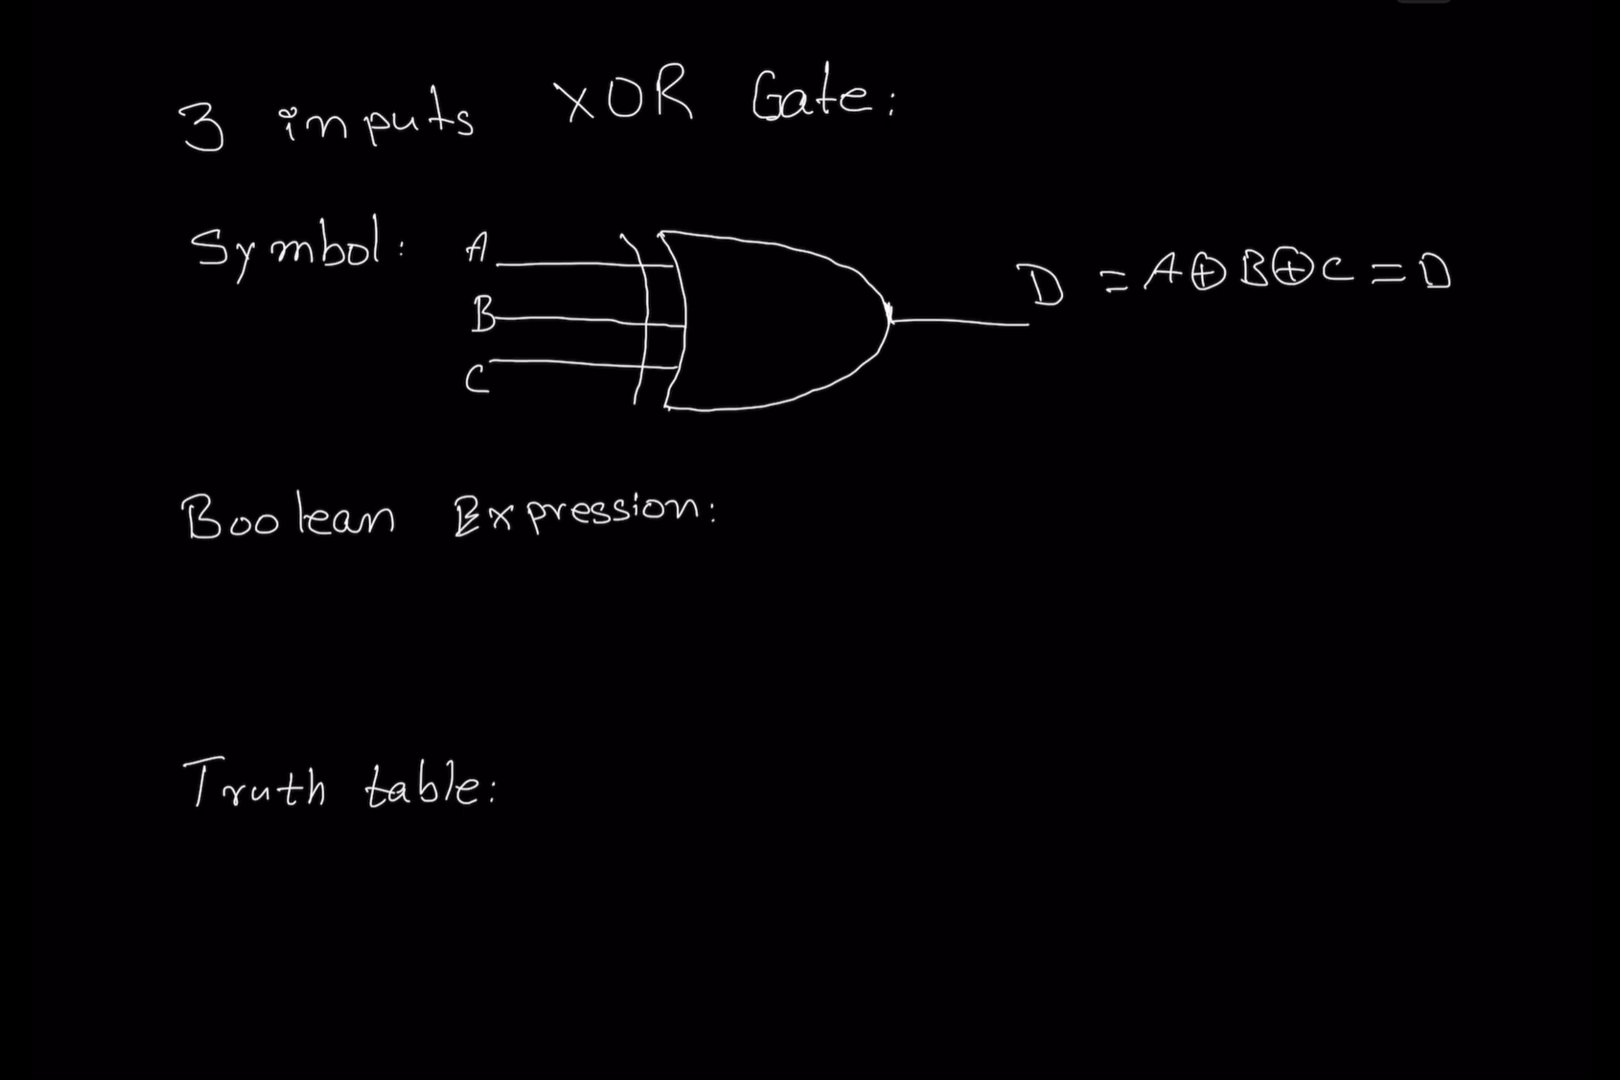 3 inputs XOR Gate:
Symbol: A
B
C
D = A⊕B⊕C = D
Boolean Expression:
Truth table: